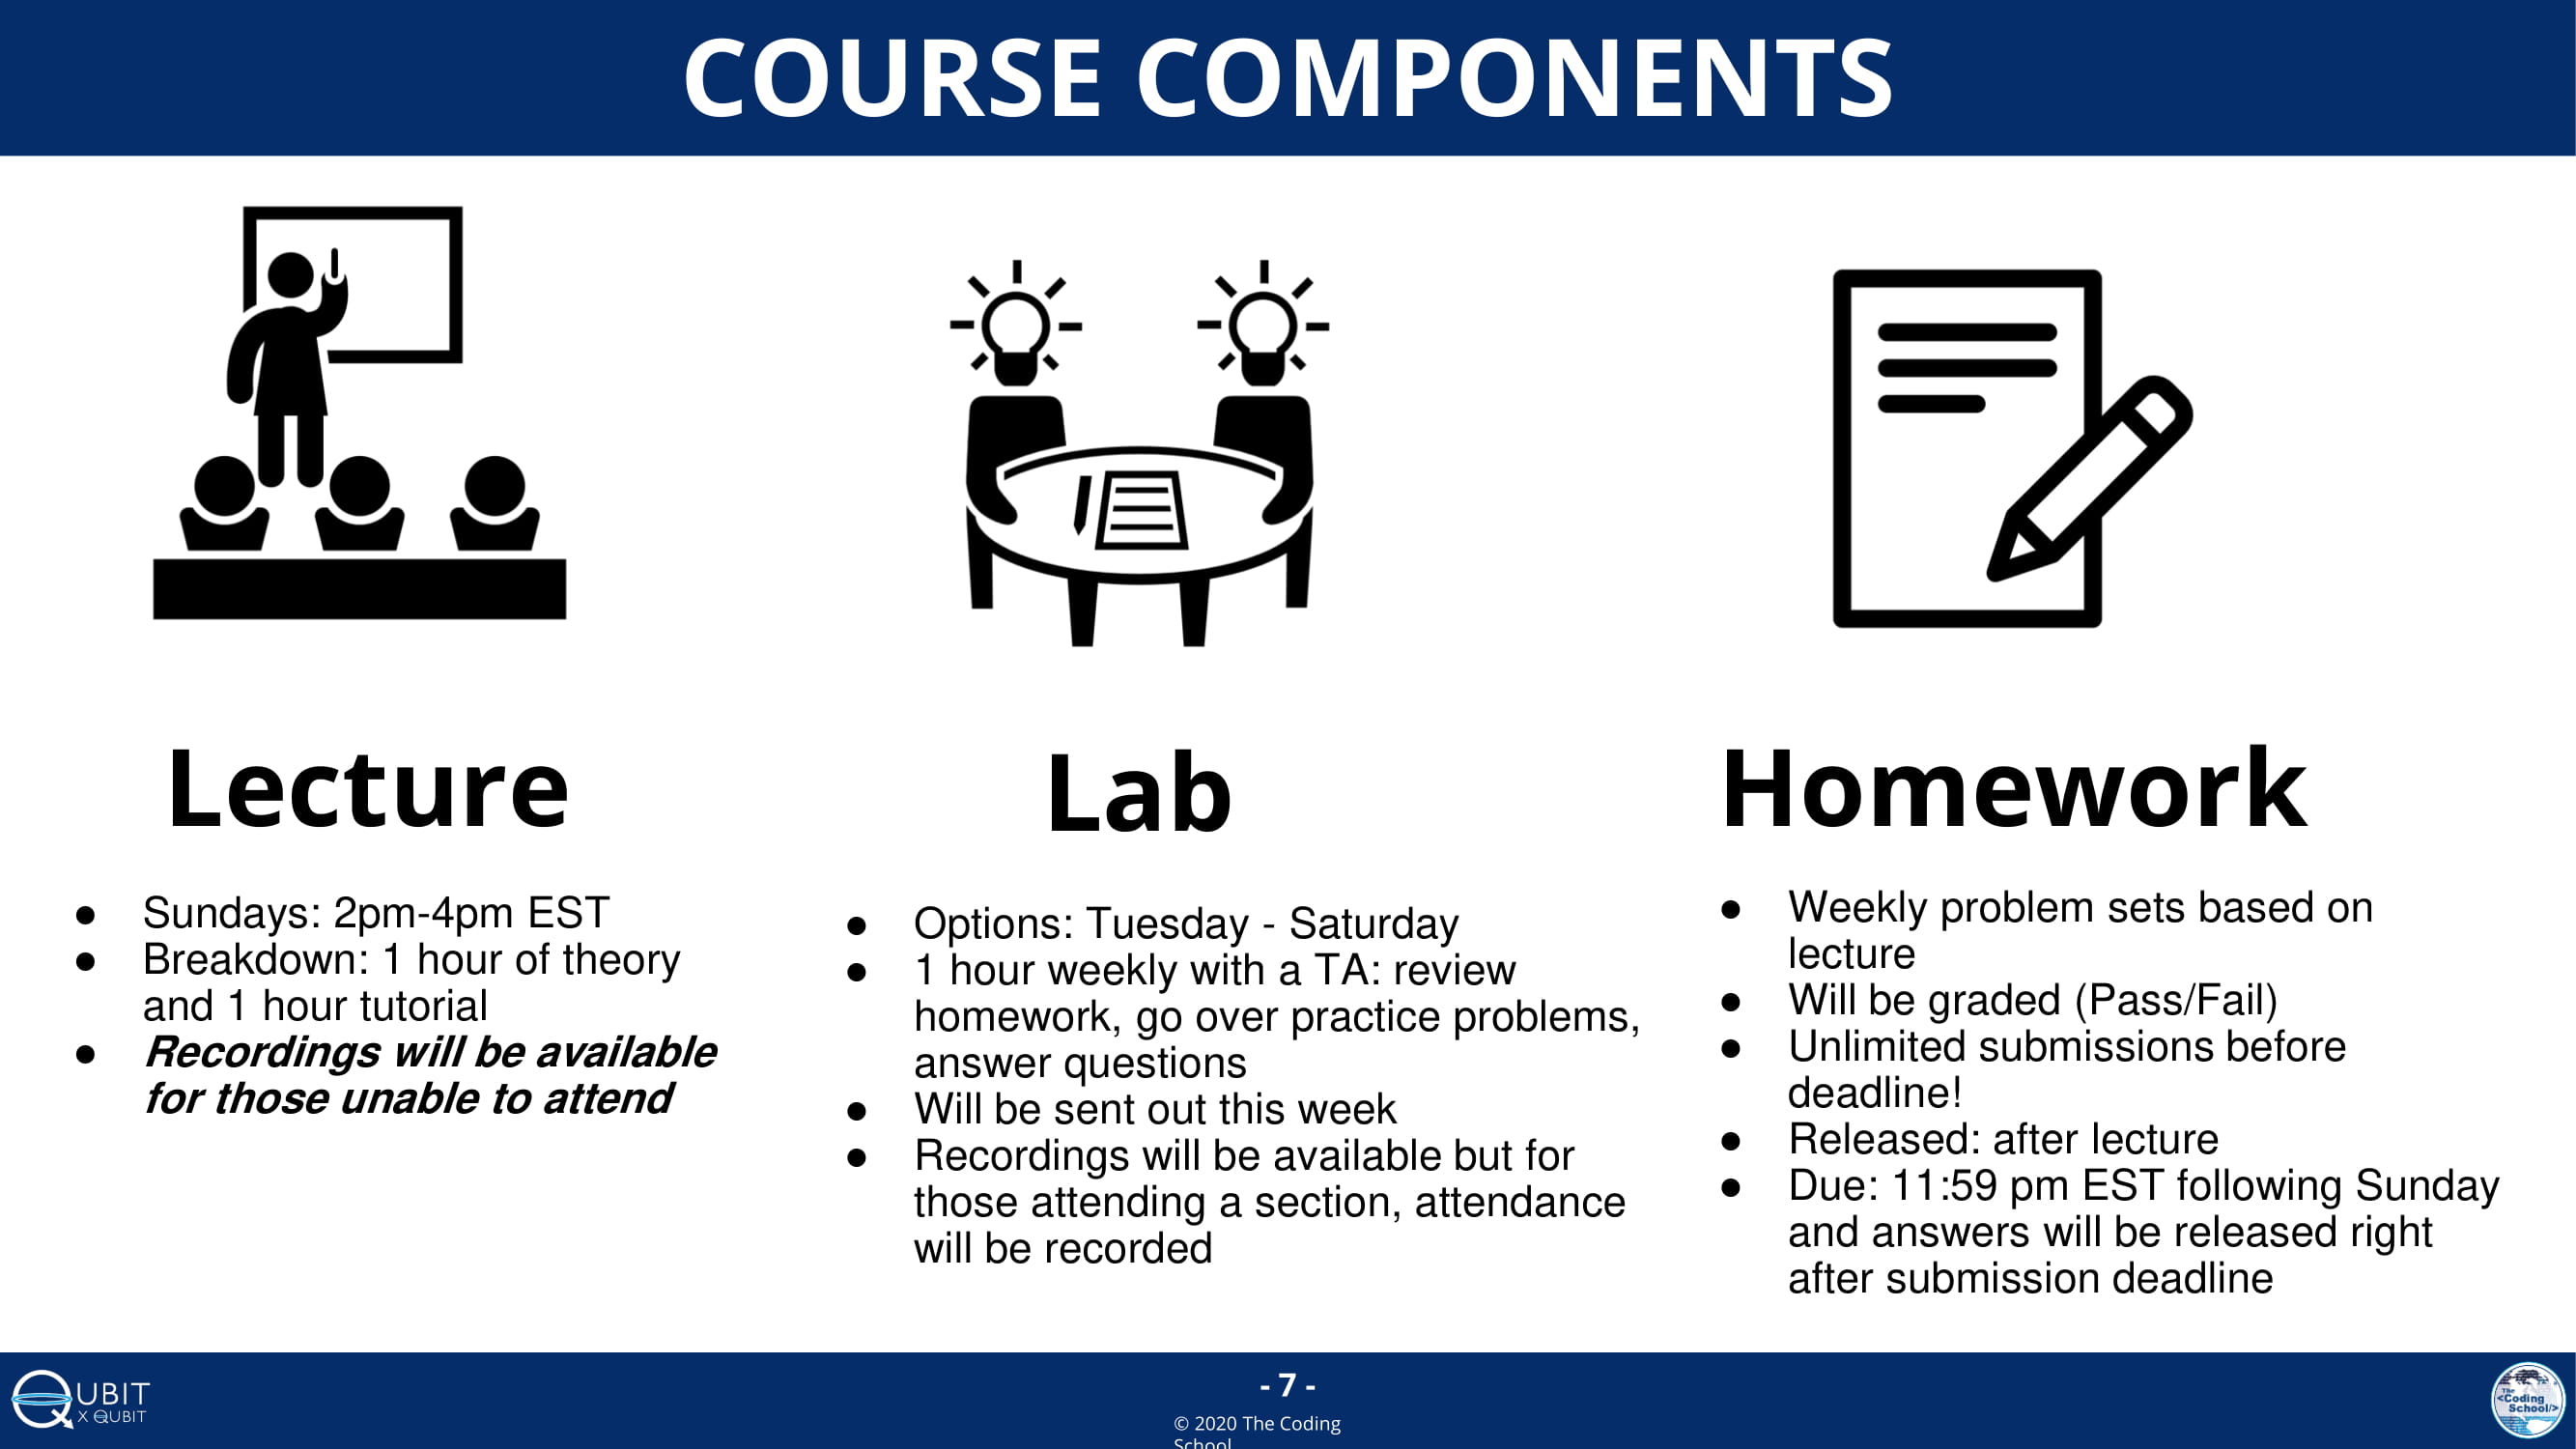 COURSE COMPONENTS
Lecture
● Sundays: 2pm-4pm EST
● Breakdown: 1 hour of theory
and 1 hour tutorial
● Recordings will be available
for those unable to attend
Lab
● Options: Tuesday - Saturday
● 1 hour weekly with a TA: review
homework, go over practice problems,
answer questions
● Will be sent out this week
● Recordings will be available but for
those attending a section, attendance
will be recorded
Homework
● Weekly problem sets based on
lecture
● Will be graded (Pass/Fail)
● Unlimited submissions before
deadline!
● Released: after lecture
● Due: 11:59 pm EST following Sunday
and answers will be released right
after submission deadline
QUBIT
X QUBIT
- 7 -
© 2020 The Coding
School
The
<Coding
School/>